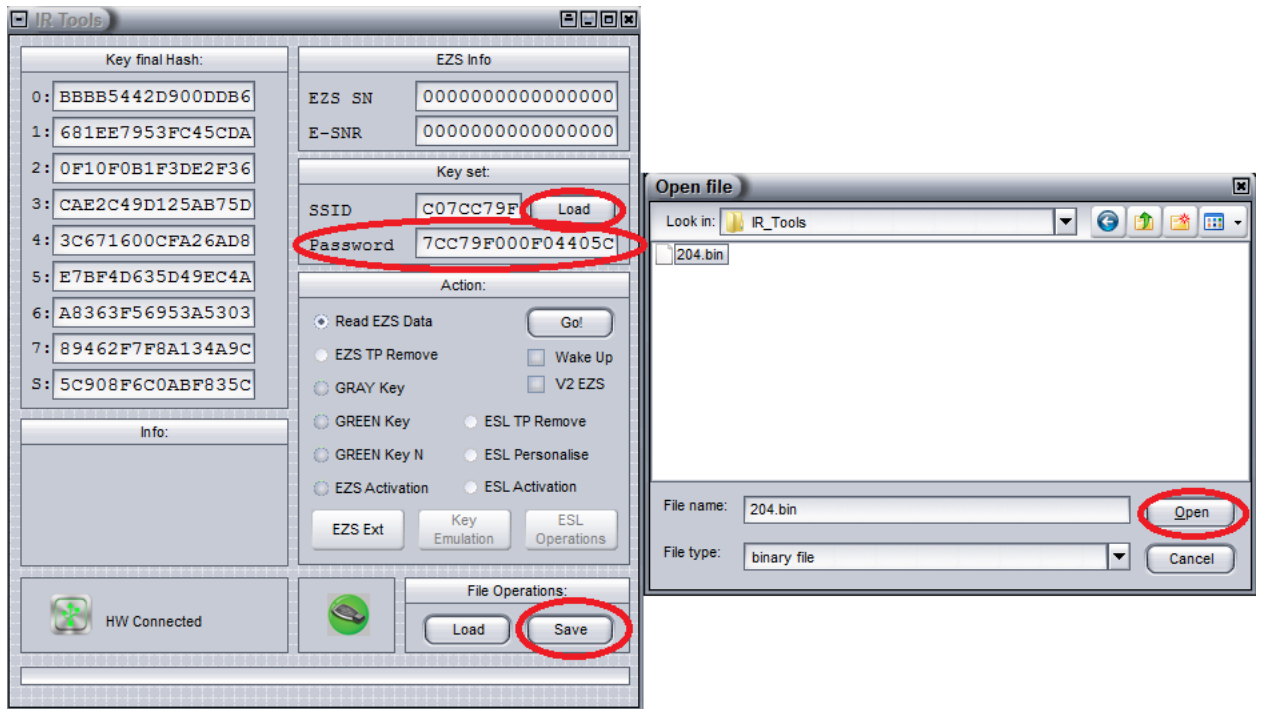 IR Tools
Key final Hash:
0: BBBB5442D900DDB6
1: 681EE7953FC45CDA
2: 0F10F0B1F3DE2F36
3: CAE2C49D125AB75D
4: 3C671600CFA26AD8
5: E7BF4D635D49EC4A
6: A8363F56953A5303
7: 89462F7F8A134A9C
S: 5C908F6C0ABF835C
Info:
HW Connected
EZS Info
EZS SN 0000000000000000
E-SNR 0000000000000000
Key set:
SSID C07CC79F Load
Password 7CC79F000F04405C
Action:
Read EZS Data Go!
EZS TP Remove Wake Up
GRAY Key V2 EZS
GREEN Key ESL TP Remove
GREEN Key N ESL Personalise
EZS Activation ESL Activation
EZS Ext Key Emulation ESL Operations
File Operations:
Load Save
Open file
Look in: IR_Tools
204.bin
File name: 204.bin Open
File type: binary file Cancel